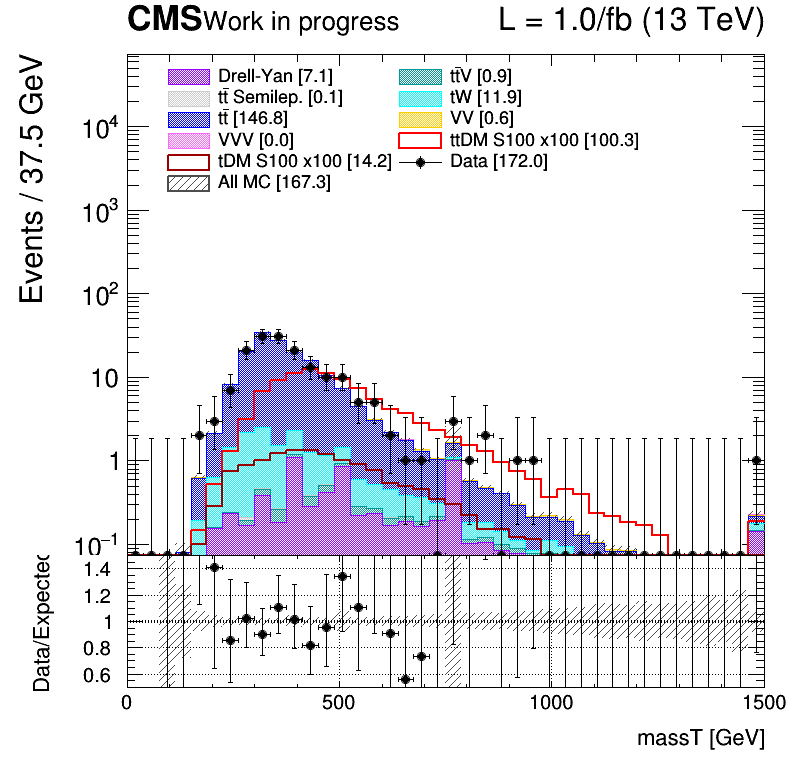 CMS Work in progress L = 1.0/fb (13 TeV)
Drell-Yan [7.1] tt̄V [0.9]
tt̄ Semilep. [0.1] tW [11.9]
tt̄ [146.8] VV [0.6]
VVV [0.0] ttDM S100 x100 [100.3]
tDM S100 x100 [14.2] Data [172.0]
All MC [167.3]
Events / 37.5 GeV
10⁴
10³
10²
10
1
10⁻¹
Data/Expected
1.4
1.2
1
0.8
0.6
0 500 1000 1500
massT [GeV]